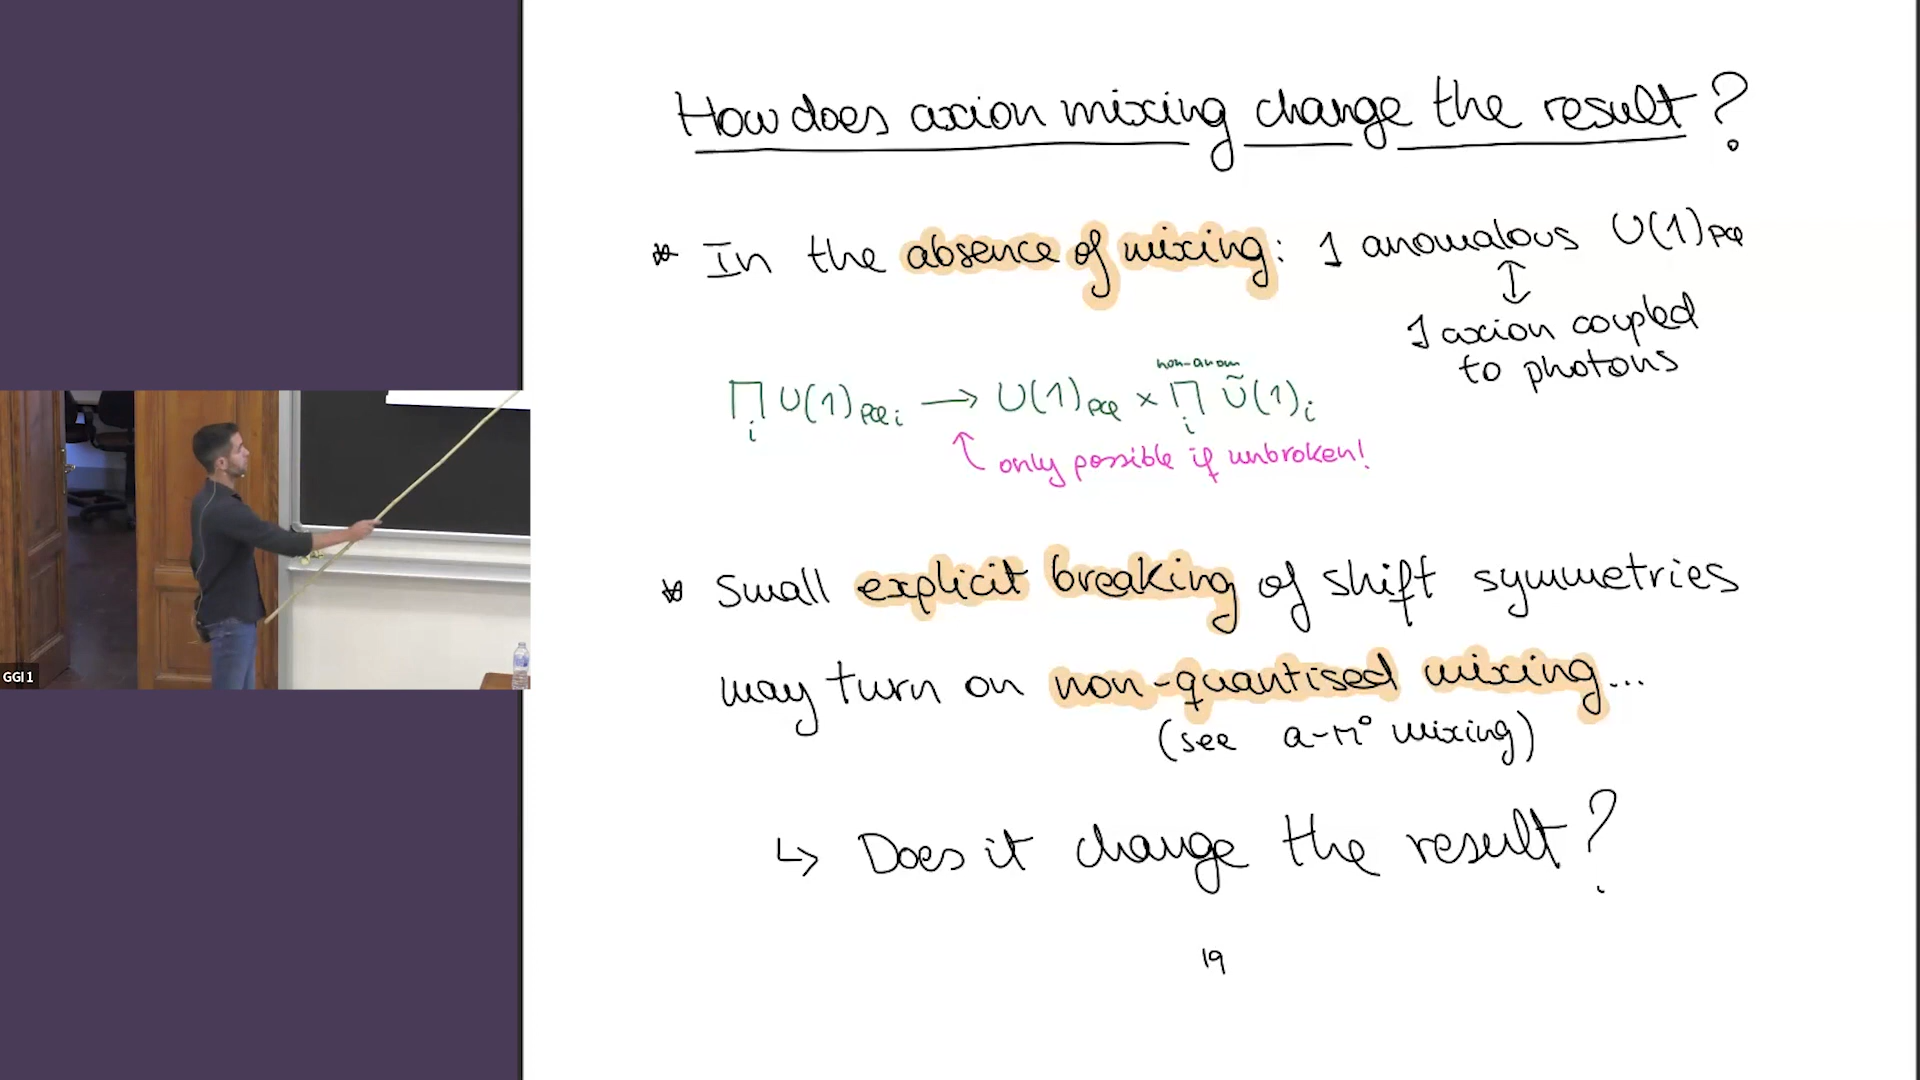 How does axion mixing change the result?
* In the absence of mixing: 1 anomalous U(1)PQ
↕
1 axion coupled
to photons
non-anom
∏ U(1)PQi → U(1)PQ × ∏ Ũ(1)i
i i
only possible if unbroken!
* Small explicit breaking of shift symmetries
may turn on non-quantised mixing...
(see a-π° mixing)
↳ Does it change the result?
19
GGI 1